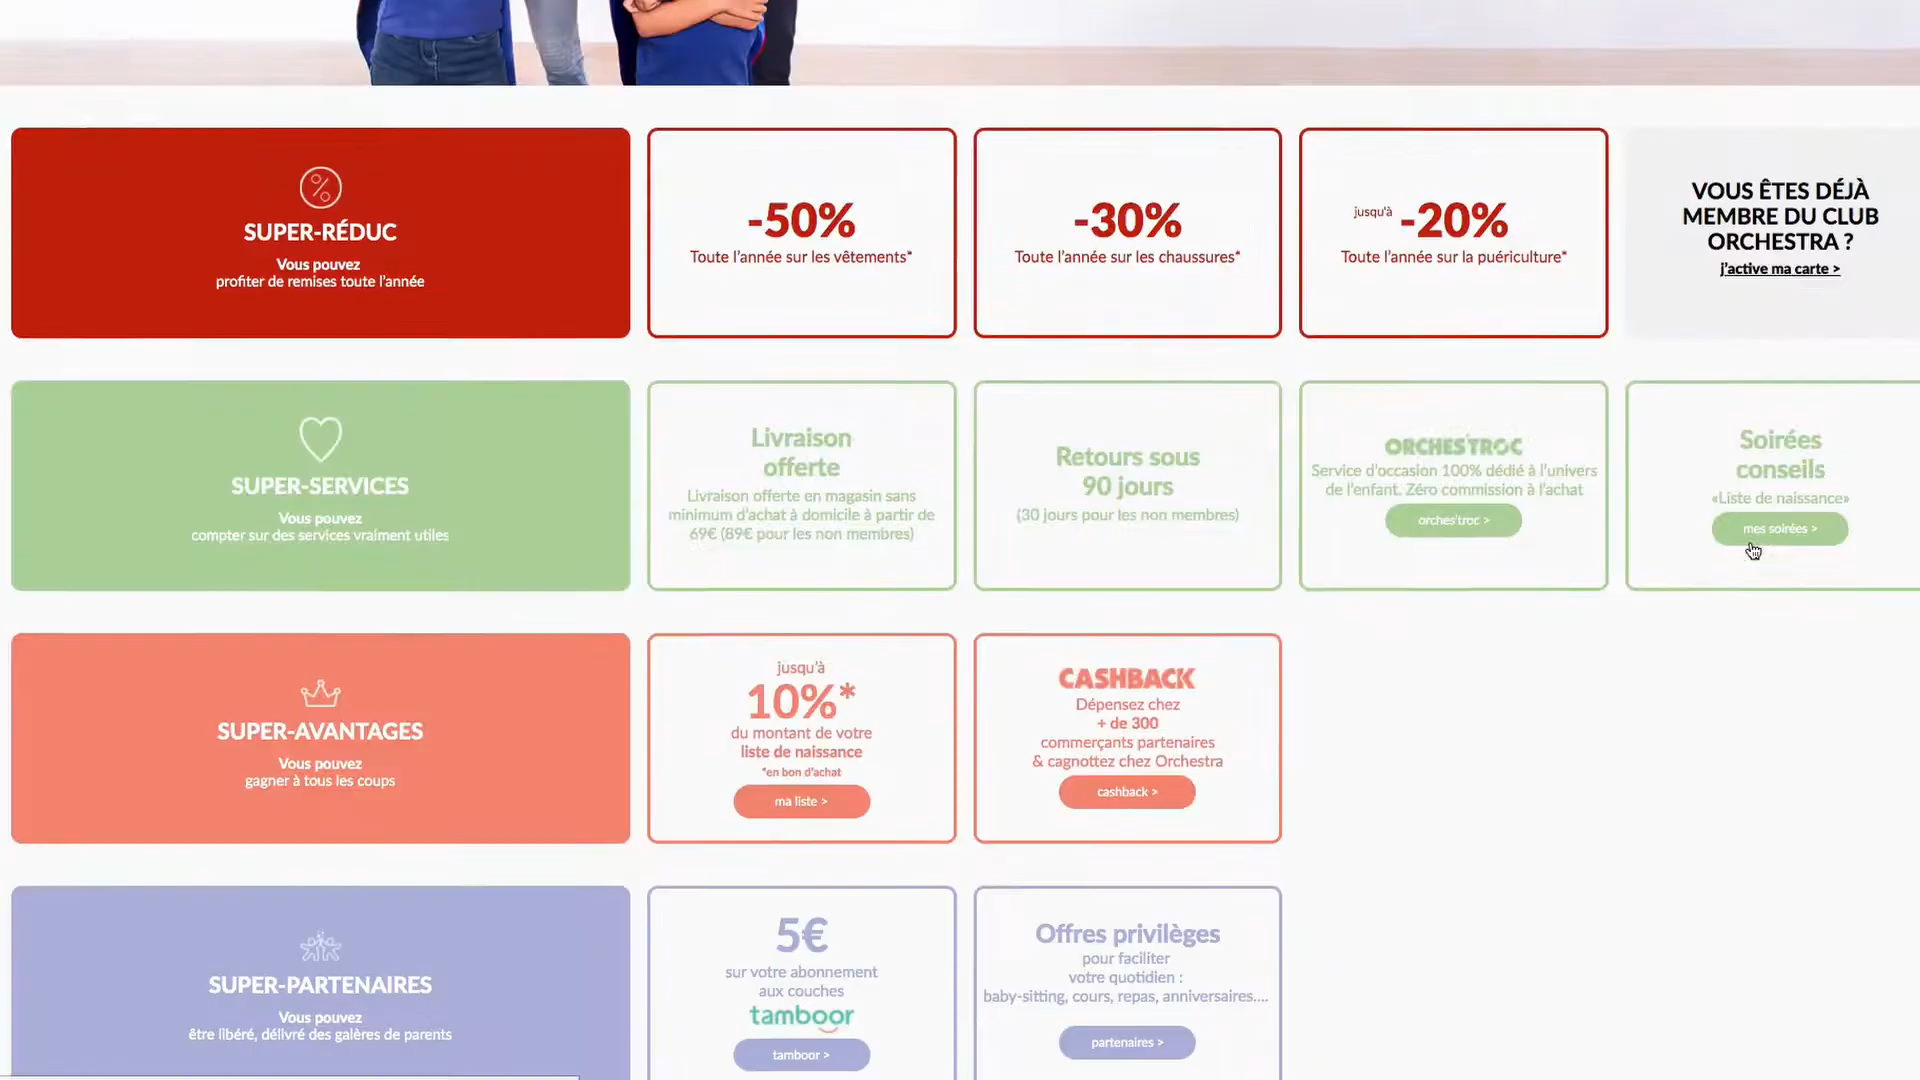 SUPER-RÉDUC
Vous pouvez
profiter de remises toute l'année
-50%
Toute l'année sur les vêtements*
-30%
Toute l'année sur les chaussures*
jusqu'à -20%
Toute l'année sur la puériculture*
VOUS ÊTES DÉJÀ
MEMBRE DU CLUB
ORCHESTRA ?
j'active ma carte >
SUPER-SERVICES
Vous pouvez
compter sur des services vraiment utiles
Livraison
offerte
Livraison offerte en magasin sans
minimum d'achat à domicile à partir de
69€ (89€ pour les non membres)
Retours sous
90 jours
(30 jours pour les non membres)
ORCHES'TROC
Service d'occasion 100% dédié à l'univers
de l'enfant. Zéro commission à l'achat
orches'troc >
Soirées
conseils
«Liste de naissance»
mes soirées >
SUPER-AVANTAGES
Vous pouvez
gagner à tous les coups
jusqu'à
10%*
du montant de votre
liste de naissance
*en bon d'achat
ma liste >
CASHBACK
Dépensez chez
+ de 300
commerçants partenaires
& cagnottez chez Orchestra
cashback >
SUPER-PARTENAIRES
Vous pouvez
être libéré, délivré des galères de parents
5€
sur votre abonnement
aux couches
tamboor
tamboor >
Offres privilèges
pour faciliter
votre quotidien :
baby-sitting, cours, repas, anniversaires....
partenaires >